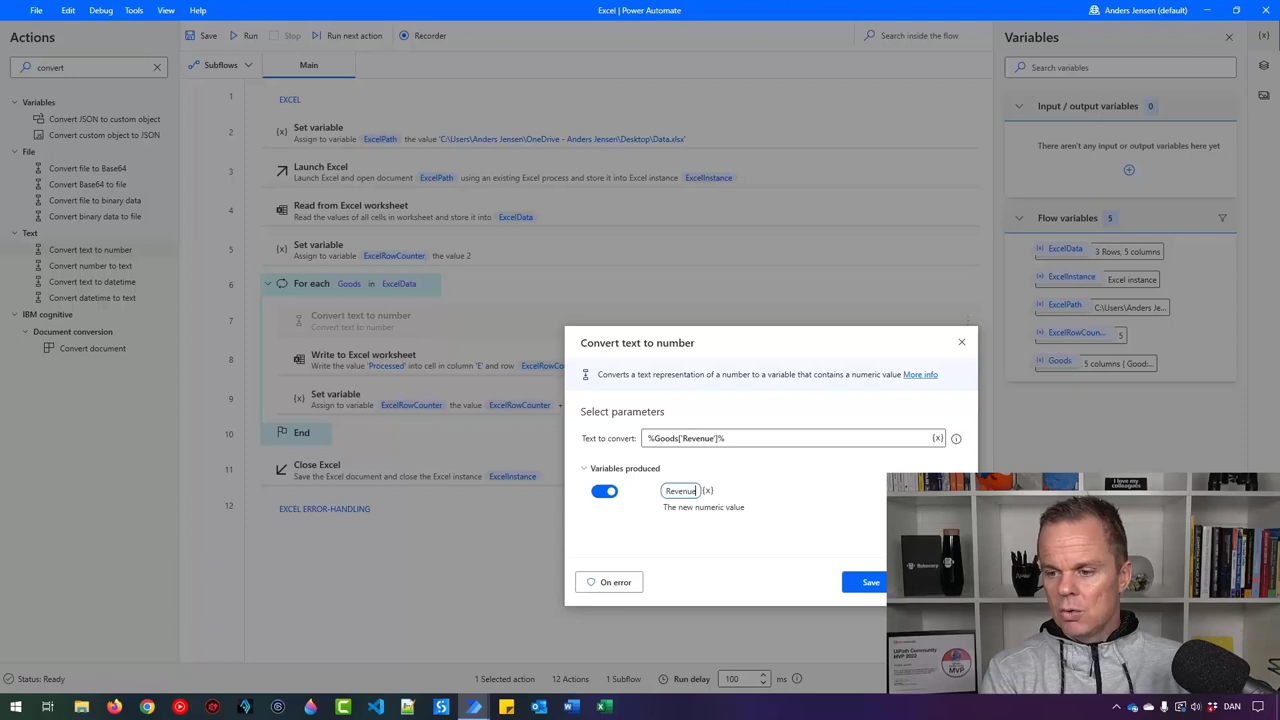 File Edit Debug Tools View Help
Excel | Power Automate
Anders Jensen (default)
Actions
Save Run Stop Run next action Recorder
Search inside the flow
Variables
convert
Subflows Main
Search variables
Variables
Convert JSON to custom object
Convert custom object to JSON
File
Convert file to Base64
Convert Base64 to file
Convert file to binary data
Convert binary data to file
Text
Convert text to number
Convert number to text
Convert text to datetime
Convert datetime to text
IBM cognitive
Document conversion
Convert document
1
EXCEL
2
Set variable
Assign to variable ExcelPath the value 'C:\Users\Anders Jensen\OneDrive - Anders Jensen\Desktop\Data.xlsx'
3
Launch Excel
Launch Excel and open document ExcelPath using an existing Excel process and store it into Excel instance ExcelInstance
4
Read from Excel worksheet
Read the values of all cells in worksheet and store it into ExcelData
5
Set variable
Assign to variable ExcelRowCounter the value 2
6
For each Goods in ExcelData
7
Convert text to number
Convert text to number
8
Write to Excel worksheet
Write the value 'Processed' into cell in column 'E' and row ExcelRo
9
Set variable
Assign to variable ExcelRowCounter the value ExcelRowCounter +
10
End
11
Close Excel
Save the Excel document and close the Excel instance ExcelInstance
12
EXCEL ERROR-HANDLING
Convert text to number
Converts a text representation of a number to a variable that contains a numeric value More info
Select parameters
Text to convert: %Goods['Revenue']% {x}
Variables produced
Revenue {x}
The new numeric value
On error
Save
Input / output variables 0
There aren't any input or output variables here yet
Flow variables 5
ExcelData 3 Rows, 5 columns
ExcelInstance Excel instance
ExcelPath C:\Users\Anders Je...
ExcelRowCoun... 5
Goods 5 columns | Good:...
I love my
colleagues
UiPath Community
MVP 2022
Status: Ready
1 Selected action 12 Actions 1 Subflow Run delay 100 ms
DAN